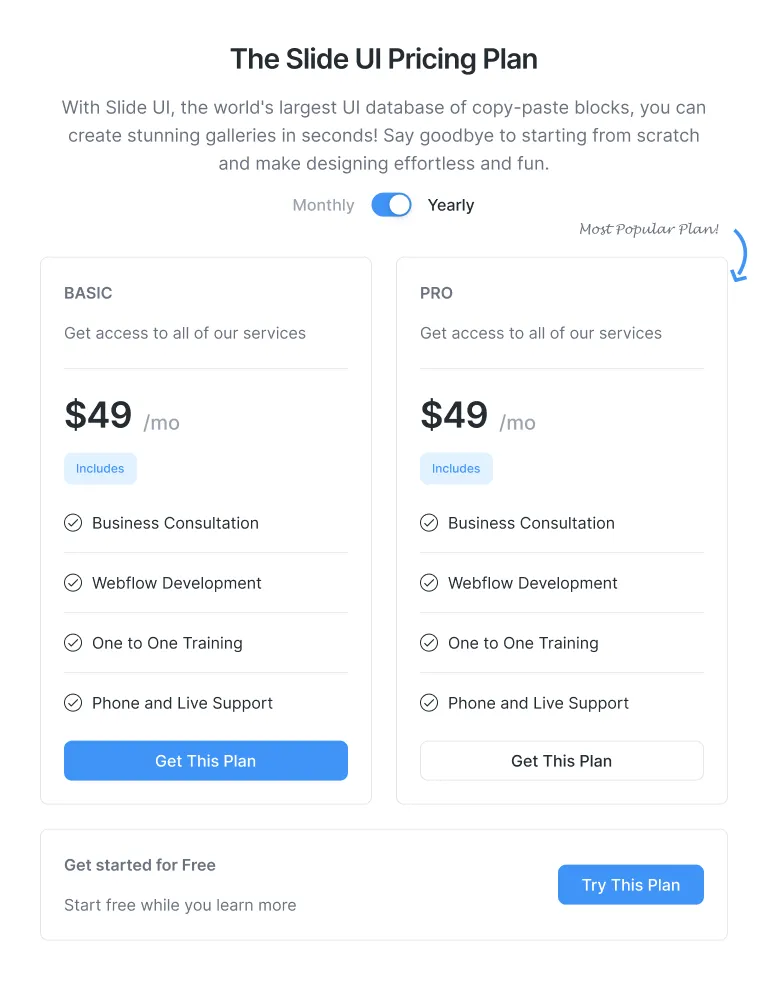 The Slide UI Pricing Plan
With Slide UI, the world's largest UI database of copy-paste blocks, you can
create stunning galleries in seconds! Say goodbye to starting from scratch
and make designing effortless and fun.
Monthly Yearly
Most Popular Plan!
BASIC
Get access to all of our services
$49 /mo
Includes
Business Consultation
Webflow Development
One to One Training
Phone and Live Support
Get This Plan
PRO
Get access to all of our services
$49 /mo
Includes
Business Consultation
Webflow Development
One to One Training
Phone and Live Support
Get This Plan
Get started for Free
Start free while you learn more
Try This Plan